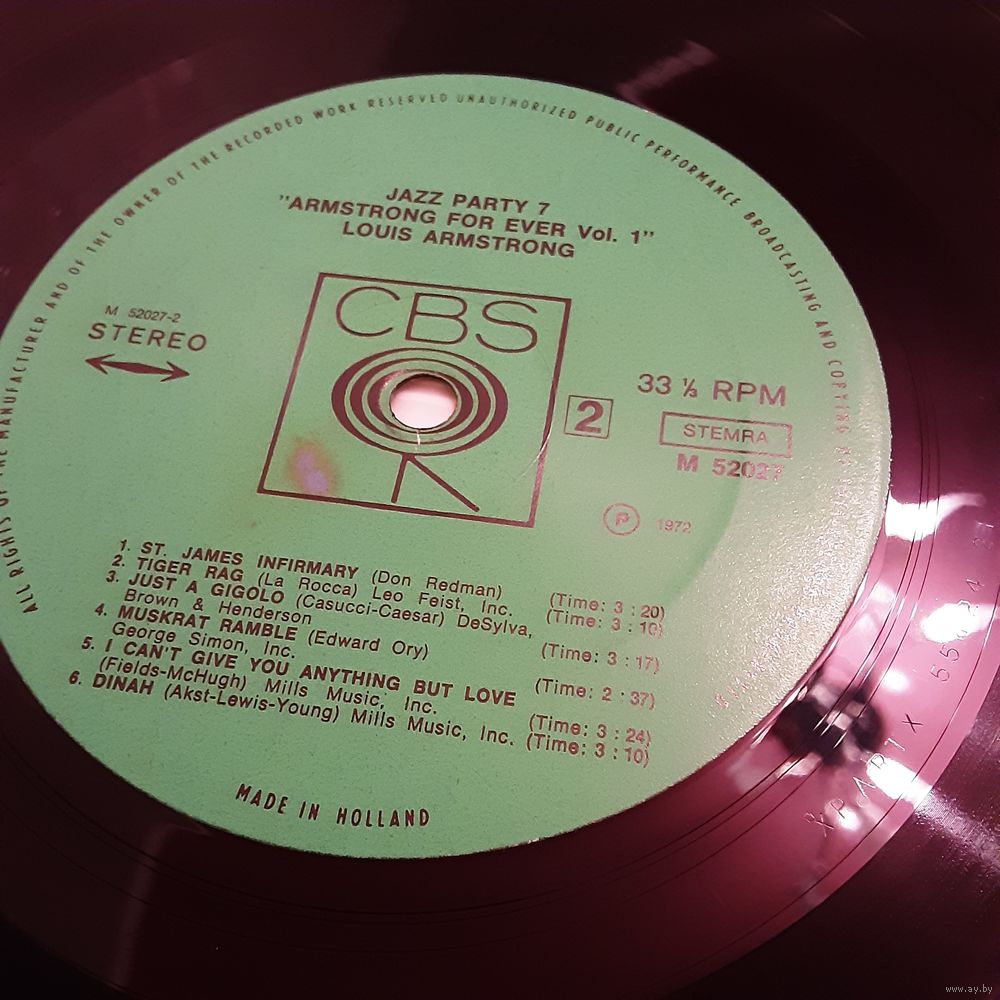 ALL RIGHTS OF THE MANUFACTURER AND OF THE OWNER OF THE RECORDED WORK RESERVED UNAUTHORIZED PUBLIC PERFORMANCE BROADCASTING AND COPYING
JAZZ PARTY 7
"ARMSTRONG FOR EVER Vol. 1"
LOUIS ARMSTRONG
M 52027-2
STEREO
CBS
2
33 ⅓ RPM
STEMRA
M 52027
Ⓟ 1972
1. ST. JAMES INFIRMARY (Don Redman) (Time: 3 : 20)
2. TIGER RAG (La Rocca) Leo Feist, Inc. (Time: 3 : 10)
3. JUST A GIGOLO (Casucci-Caesar) DeSylva,
Brown & Henderson (Time: 3 : 17)
4. MUSKRAT RAMBLE (Edward Ory)
George Simon, Inc. (Time: 2 : 37)
5. I CAN'T GIVE YOU ANYTHING BUT LOVE
(Fields-McHugh) Mills Music, Inc. (Time: 3 : 24)
6. DINAH (Akst-Lewis-Young) Mills Music, Inc. (Time: 3 : 10)
MADE IN HOLLAND
www.ay.by